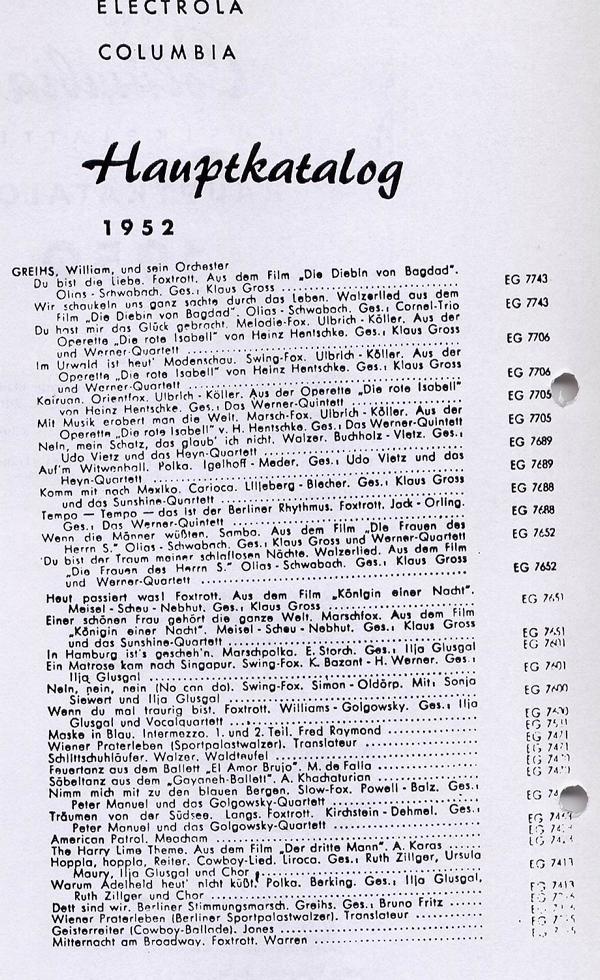 ELECTROLA
COLUMBIA
Hauptkatalog
1952
GREIHS, William, und sein Orchester
Du bist die Liebe. Foxtrott. Aus dem Film „Die Diebin von Bagdad".
Olias - Schwabach. Ges.: Klaus Gross EG 7743
Wir schaukeln uns ganz sachte durch das Leben. Walzerlied aus dem
Film „Die Diebin von Bagdad". Olias - Schwabach. Ges.: Cornel-Trio EG 7743
Du hast mir das Glück gebracht. Melodie-Fox. Ulbrich - Köller. Aus der
Operette „Die rote Isabell" von Heinz Hentschke. Ges.: Klaus Gross
und Werner-Quartett EG 7706
Im Urwald ist heut' Modenschau. Swing-Fox. Ulbrich - Köller. Aus der
Operette „Die rote Isabell" von Heinz Hentschke. Ges.: Klaus Gross
und Werner-Quartett EG 7706
Kairuan. Orientfox. Ulbrich - Köller. Aus der Operette „Die rote Isabell"
von Heinz Hentschke. Ges.: Das Werner-Quintett EG 7705
Mit Musik erobert man die Welt. Marsch-Fox. Ulbrich - Köller. Aus der
Operette „Die rote Isabell" v. H. Hentschke. Ges.: Das Werner-Quintett EG 7705
Nein, mein Schatz, das glaub' ich nicht. Walzer. Buchholz - Vietz. Ges.:
Udo Vietz und das Heyn-Quartett EG 7689
Auf'm Witwenball. Polka. Igelhoff - Meder. Ges.: Udo Vietz und das
Heyn-Quartett EG 7689
Komm mit nach Mexiko. Carioca. Liljeberg - Blecher. Ges.: Klaus Gross
und das Sunshine-Quartett EG 7688
Tempo — Tempo — das ist der Berliner Rhythmus. Foxtrott. Jack - Orling.
Ges.: Das Werner-Quintett EG 7688
Wenn die Männer wüßten. Samba. Aus dem Film „Die Frauen des
Herrn S." Olias - Schwabach. Ges.: Klaus Gross und Werner-Quartett EG 7652
Du bist der Traum meiner schlaflosen Nächte. Walzerlied. Aus dem Film
„Die Frauen des Herrn S." Olias - Schwabach. Ges.: Klaus Gross
und Werner-Quartett EG 7652
Heut passiert was! Foxtrott. Aus dem Film „Königin einer Nacht".
Meisel - Scheu - Nebhut. Ges.: Klaus Gross EG 7651
Einer schönen Frau gehört die ganze Welt. Marschfox. Aus dem Film
„Königin einer Nacht". Meisel - Scheu - Nebhut. Ges.: Klaus Gross
und das Sunshine-Quartett EG 7651
In Hamburg ist's gescheh'n. Marschpolka. E. Storch. Ges.: Ilja Glusgal EG 7601
Ein Matrose kam nach Singapur. Swing-Fox. K. Bazant - H. Werner. Ges.:
Ilja Glusgal EG 7601
Nein, nein, nein (No can do). Swing-Fox. Simon - Oldörp. Mit: Sonja
Siewert und Ilja Glusgal EG 7600
Wenn du mal traurig bist. Foxtrott. Williams - Golgowsky. Ges.: Ilja
Glusgal und Vocalquartett EG
Maske in Blau. Intermezzo. 1. und 2. Teil. Fred Raymond EG
Wiener Praterleben (Sportpalastwalzer). Translateur EG
Schlittschuhläufer. Walzer. Waldteufel EG
Feuertanz aus dem Ballett „El Amor Brujo". M. de Falla EG
Säbeltanz aus dem „Gayaneh-Ballett". A. Khachaturian EG
Nimm mich mit zu den blauen Bergen. Slow-Fox. Powell - Balz. Ges.:
Peter Manuel und das Golgowsky-Quartett EG
Träumen von der Südsee. Langs. Foxtrott. Kirchstein - Dehmel. Ges.:
Peter Manuel und das Golgowsky-Quartett EG
American Patrol. Meacham
The Harry Lime Theme. Aus dem Film „Der dritte Mann". A. Karas
Hoppla, hoppla, Reiter. Cowboy-Lied. Liroca. Ges.: Ruth Zillger, Ursula
Maury, Ilja Glusgal und Chor EG 7413
Warum Adelheid heut' nicht küßt. Polka. Berking. Ges.: Ilja Glusgal,
Ruth Zillger und Chor 7413
Dett sind wir. Berliner Stimmungsmarsch. Greihs. Ges.: Bruno Fritz
Wiener Praterleben (Berliner Sportpalastwalzer). Translateur
Geisterreiter (Cowboy-Ballade). Jones
Mitternacht am Broadway. Foxtrott. Warren